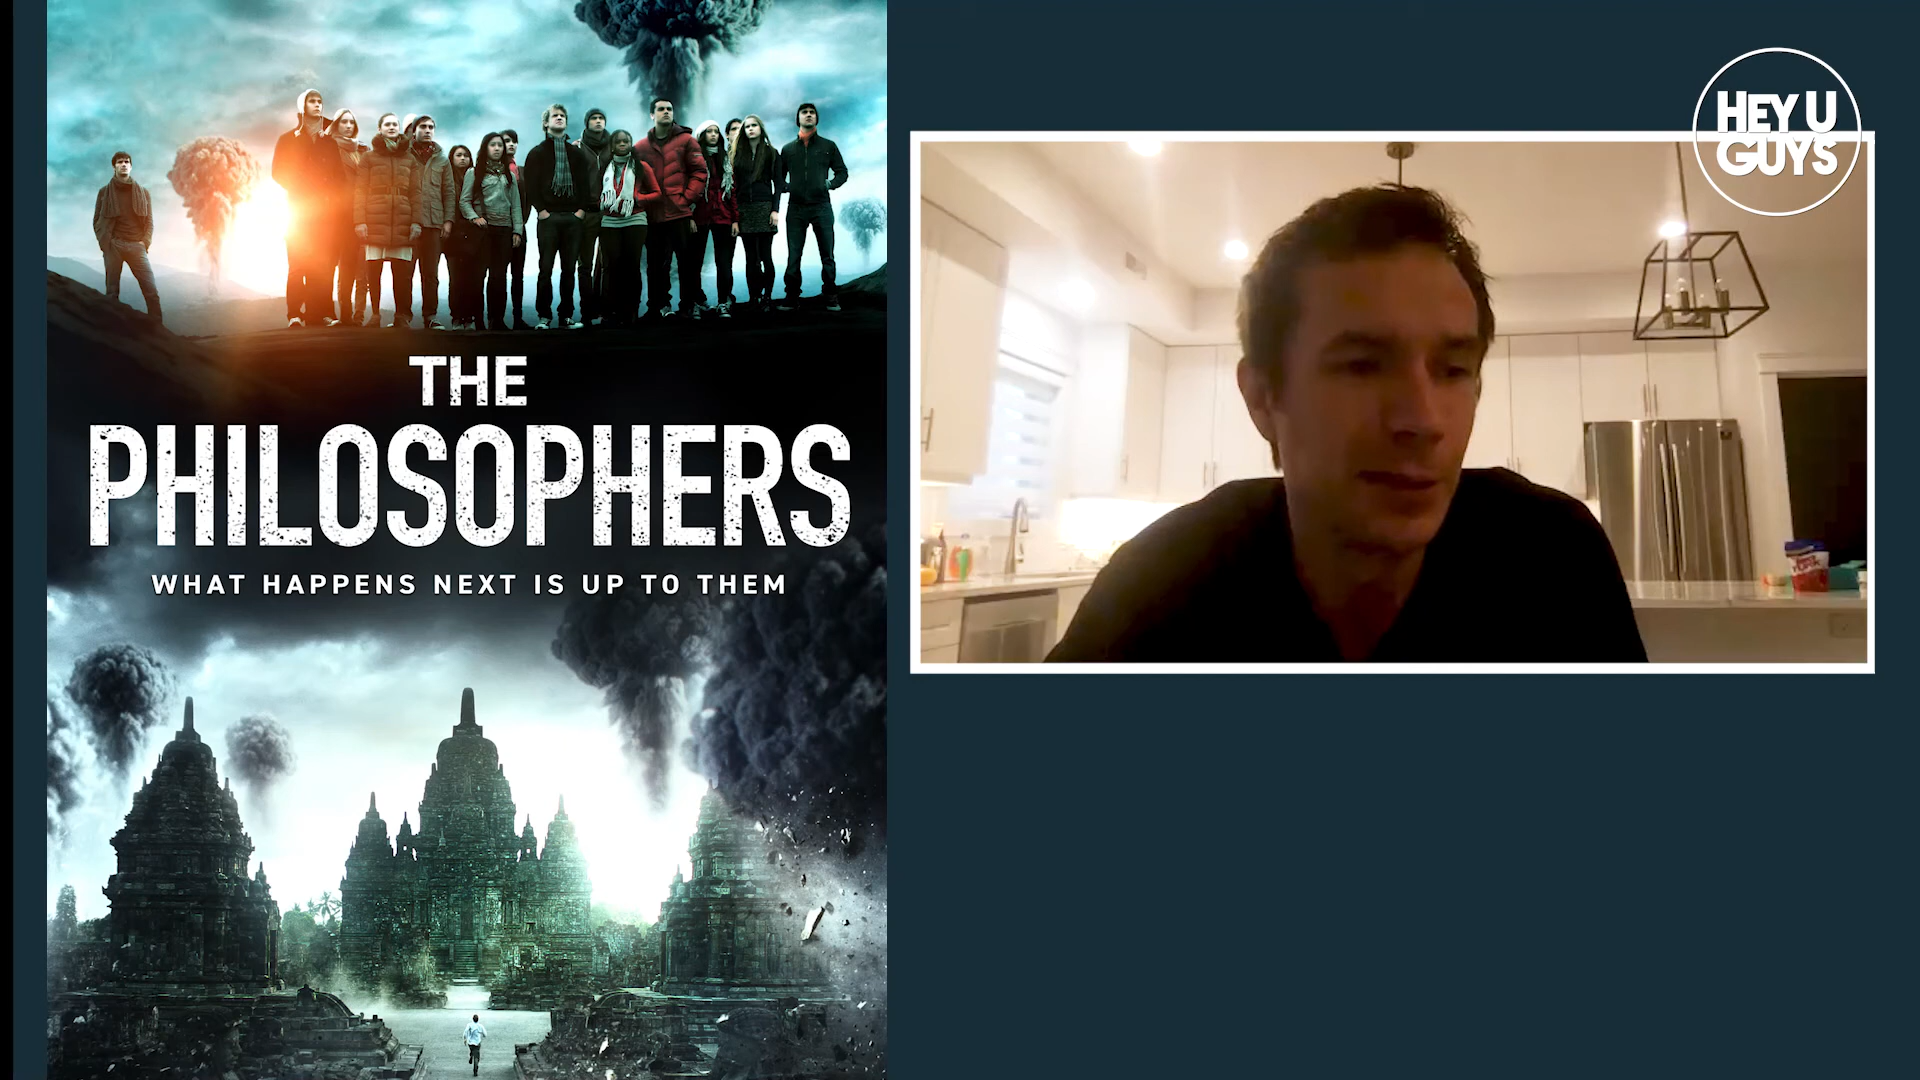 THE
PHILOSOPHERS
WHAT HAPPENS NEXT IS UP TO THEM
HEY U
GUYS